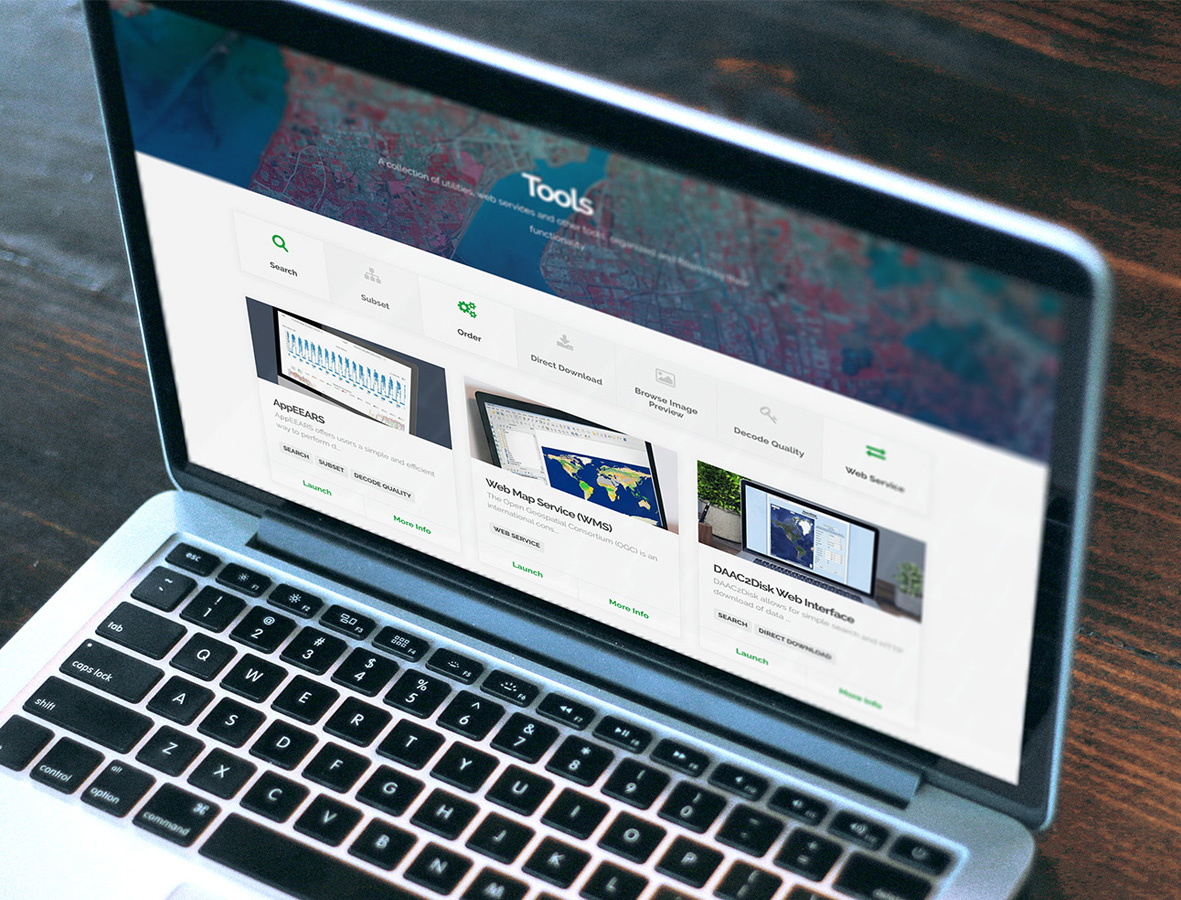 Tools
A collection of utilities, web services and other tools, organized and
functionality
Search
Subset
Order
Direct Download
Browse Image
Preview
Decode Quality
Web Service
AppEEARS
AppEEARS offers users a simple and efficient
way to perform d...
SEARCH SUBSET DECODE QUALITY
Launch
More Info
Web Map Service (WMS)
The Open Geospatial Consortium (OGC) is an
international cons...
WEB SERVICE
Launch
More Info
DAAC2Disk Web Interface
DAAC2Disk allows for simple search and HTTP
download of data ...
SEARCH DIRECT DOWNLOAD
Launch
More Info
esc F1 F2 F3 F4 F5 F6 F7 F8 F9
~ ! 1 @ 2 # 3 $ 4 % 5 ^ 6 & 7 * 8 ( 9 ) 0 - + =
tab Q W E R T Y U I O P {
caps lock A S D F G H J K L
shift Z X C V B N M
control alt option ⌘ command